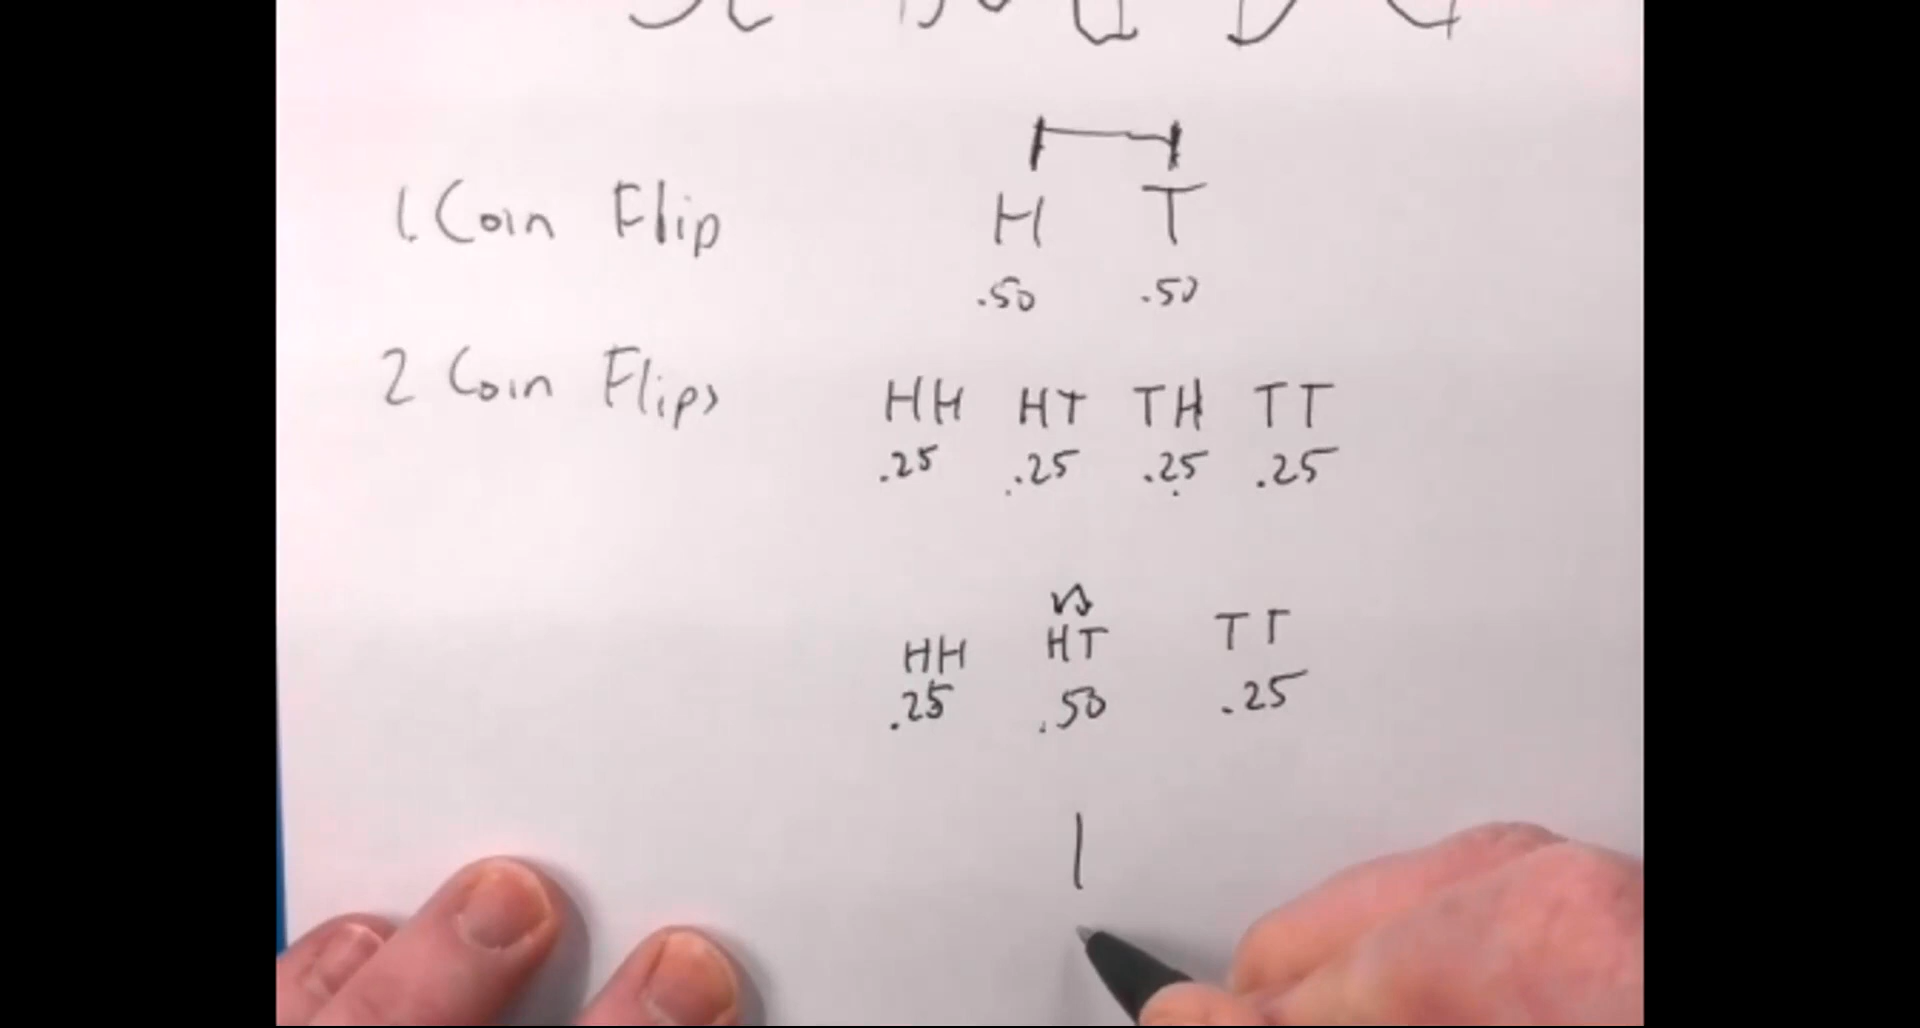 1. Coin Flip H T
.50 .50
2 Coin Flips HH HT TH TT
.25 .25 .25 .25
HH HT TT
.25 .50 .25